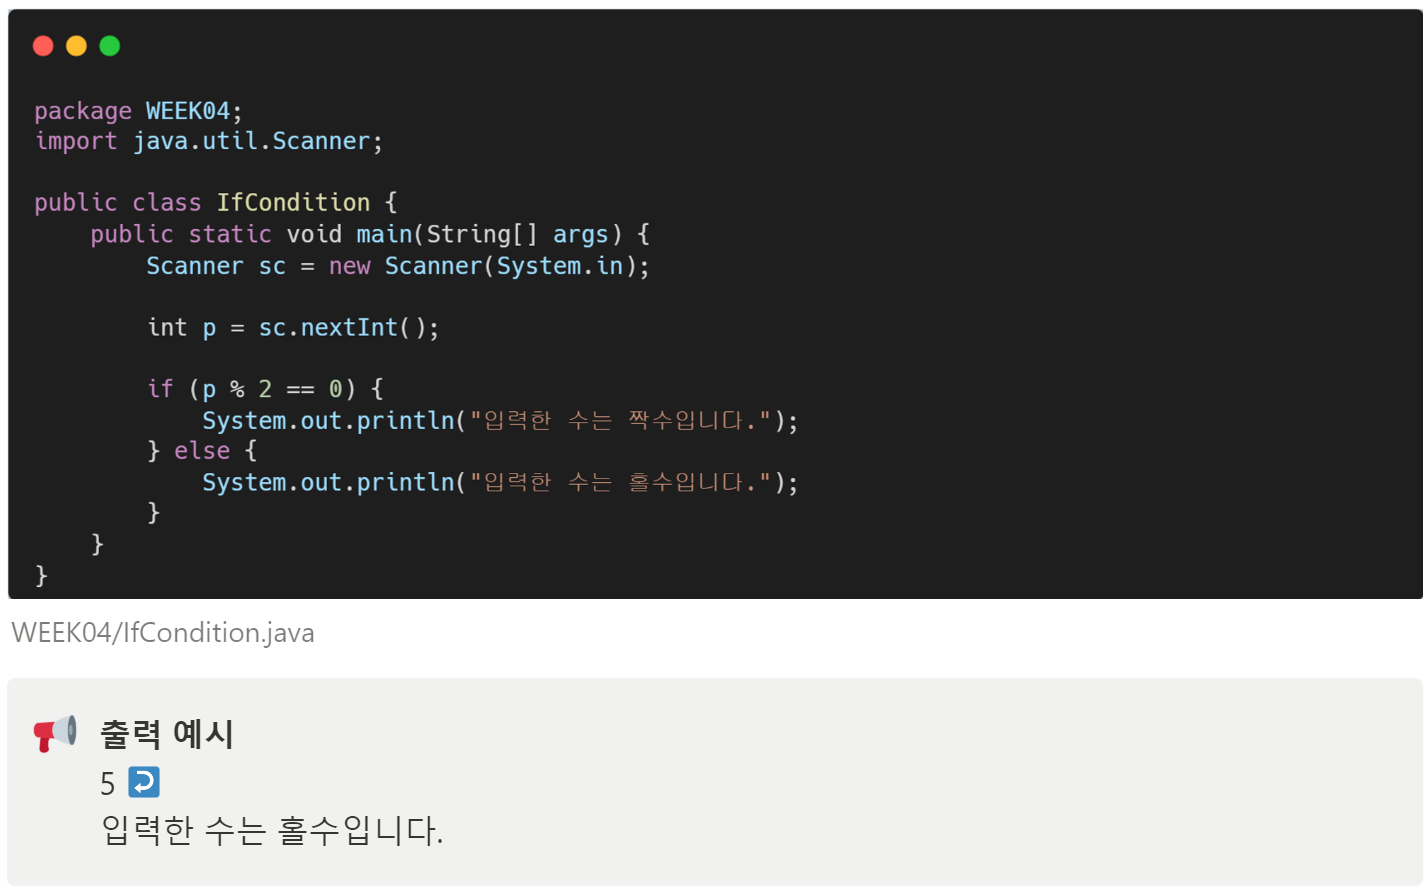 package WEEK04;
import java.util.Scanner;

public class IfCondition {
    public static void main(String[] args) {
        Scanner sc = new Scanner(System.in);

        int p = sc.nextInt();

        if (p % 2 == 0) {
            System.out.println("입력한 수는 짝수입니다.");
        } else {
            System.out.println("입력한 수는 홀수입니다.");
        }
    }
}
WEEK04/IfCondition.java
출력 예시
5
입력한 수는 홀수입니다.